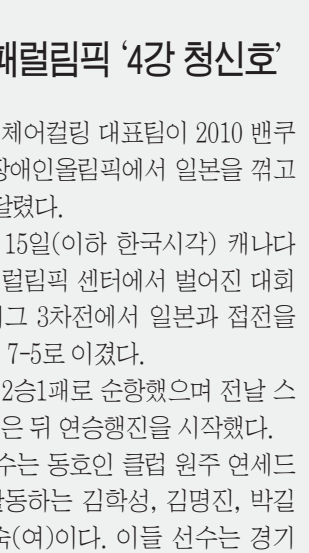 패럴림픽 ‘4강 청신호’
체어컬링 대표팀이 2010 밴쿠
장애인올림픽에서 일본을 꺾고
달렸다.
15일(이하 한국시각) 캐나다
럴림픽 센터에서 벌어진 대회
그 3차전에서 일본과 접전을
7-5로 이겼다.
2승1패로 순항했으며 전날 스
은 뒤 연승행진을 시작했다.
수는 동호인 클럽 원주 연세드
활동하는 김학성, 김명진, 박길
숙(여)이다. 이들 선수는 경기